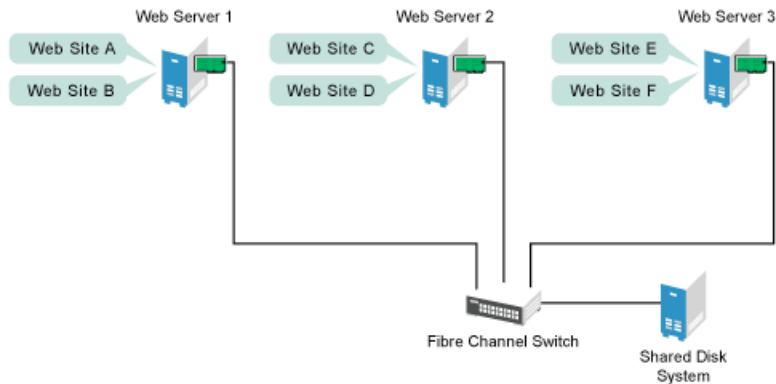 Web Server 1
Web Server 2
Web Server 3
Web Site A
Web Site C
Web Site E
Web Site B
Web Site D
Web Site F
Fibre Channel Switch
Shared Disk
System